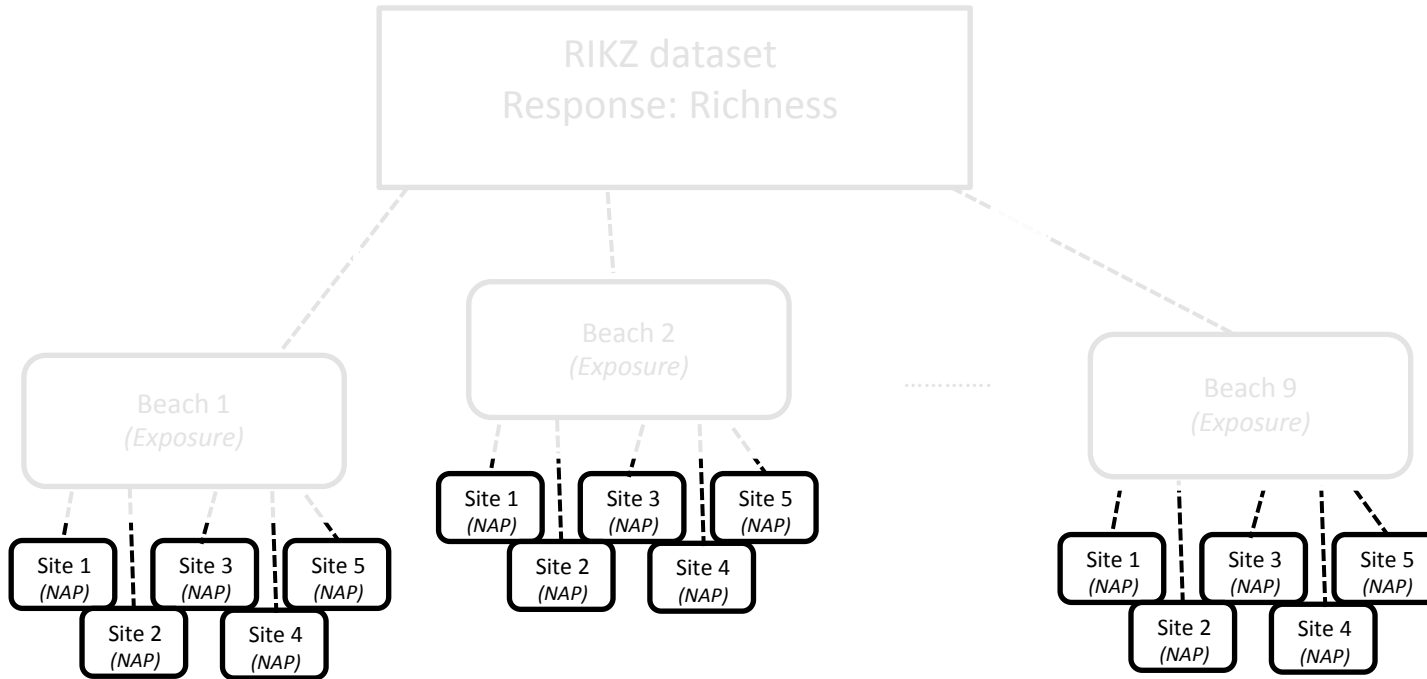 RIKZ dataset
Response: Richness
Beach 1
(Exposure)
Beach 2
(Exposure)
………….
Beach 9
(Exposure)
Site 1
(NAP)
Site 2
(NAP)
Site 3
(NAP)
Site 4
(NAP)
Site 5
(NAP)
Site 1
(NAP)
Site 2
(NAP)
Site 3
(NAP)
Site 4
(NAP)
Site 5
(NAP)
Site 1
(NAP)
Site 2
(NAP)
Site 3
(NAP)
Site 4
(NAP)
Site 5
(NAP)